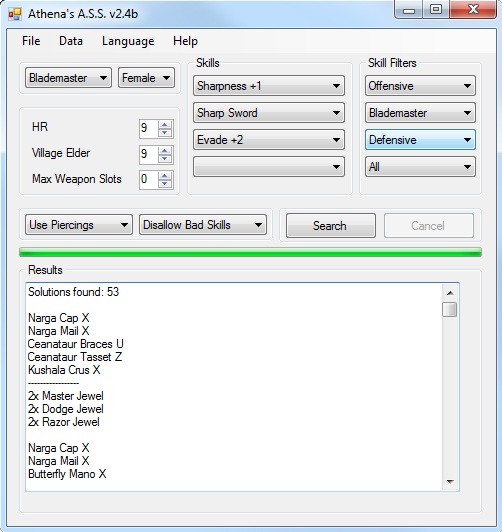 Athena's A.S.S. v2.4b
File Data Language Help
Blademaster Female
HR 9
Village Elder 9
Max Weapon Slots 0
Skills
Sharpness +1
Sharp Sword
Evade +2
Skill Filters
Offensive
Blademaster
Defensive
All
Use Piercings Disallow Bad Skills Search Cancel
Results
Solutions found: 53
Narga Cap X
Narga Mail X
Ceanataur Braces U
Ceanataur Tasset Z
Kushala Crus X
-----------------
2x Master Jewel
2x Dodge Jewel
2x Razor Jewel
Narga Cap X
Narga Mail X
Butterfly Mano X